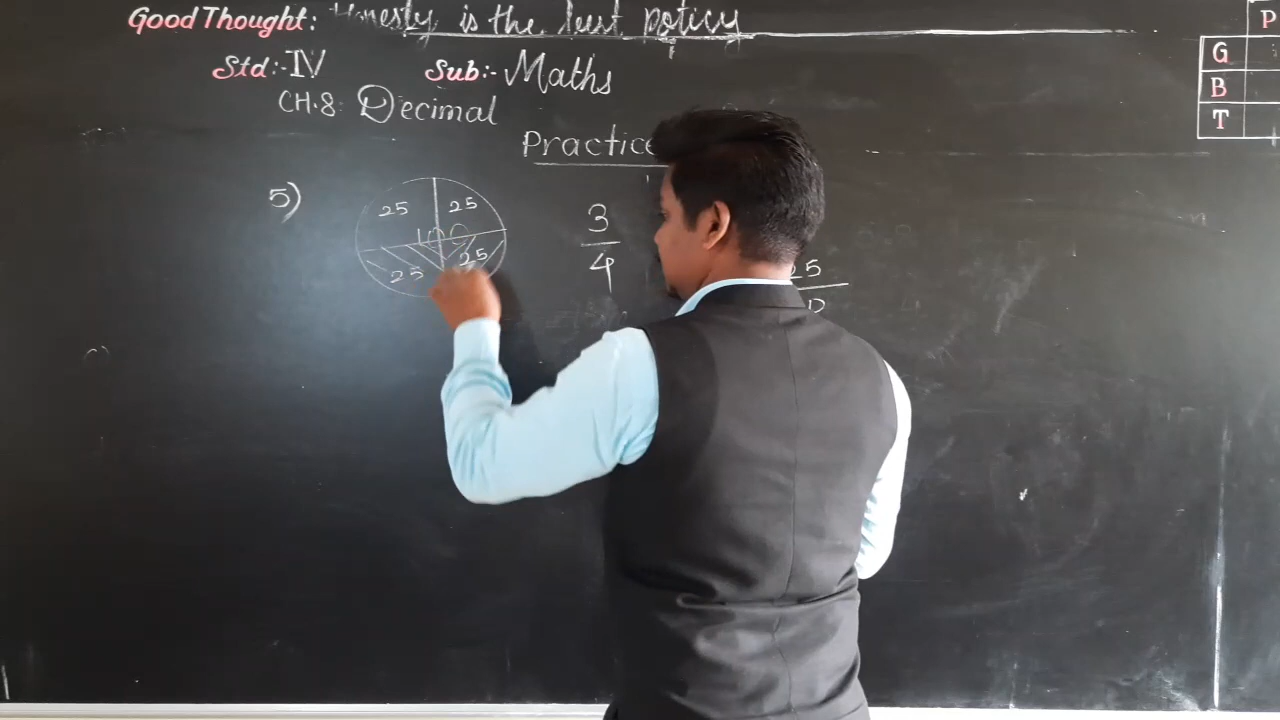 Good Thought: Honesty is the best policy
P
G
B
T
Std:- IV Sub:- Maths
CH.8: Decimal
Practice
5)
25 25
100
25 25
3
4
25